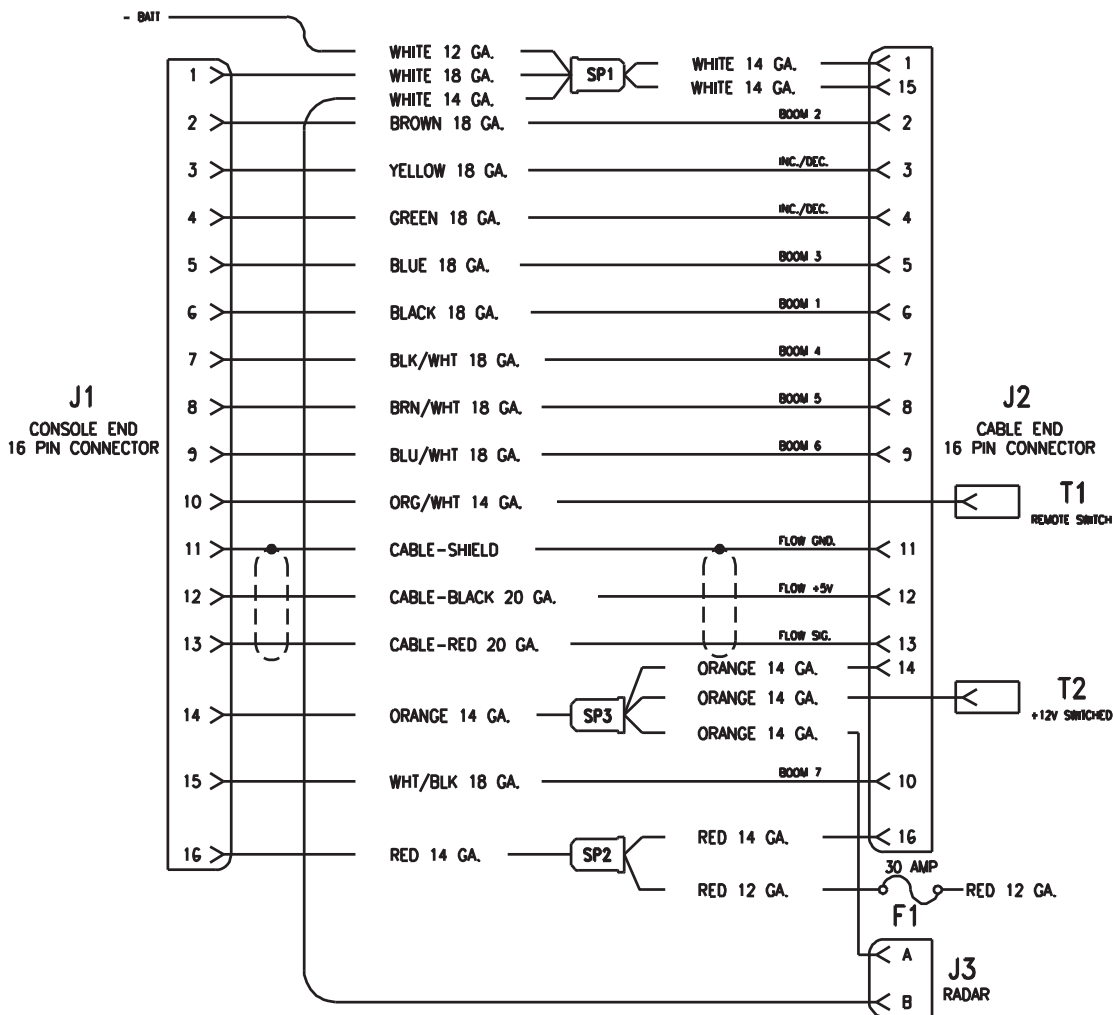 - BATT
WHITE 12 GA.
1 WHITE 18 GA. SP1 WHITE 14 GA. 1
WHITE 14 GA. WHITE 14 GA. 15
2 BROWN 18 GA. BOOM 2 2
3 YELLOW 18 GA. INC./DEC. 3
4 GREEN 18 GA. INC./DEC. 4
5 BLUE 18 GA. BOOM 3 5
6 BLACK 18 GA. BOOM 1 6
7 BLK/WHT 18 GA. BOOM 4 7
J1
CONSOLE END
16 PIN CONNECTOR
8 BRN/WHT 18 GA. BOOM 5 8
J2
CABLE END
16 PIN CONNECTOR
9 BLU/WHT 18 GA. BOOM 6 9
10 ORG/WHT 14 GA.
T1
REMOTE SWITCH
11 CABLE-SHIELD FLOW GND. 11
12 CABLE-BLACK 20 GA. FLOW +5V 12
13 CABLE-RED 20 GA. FLOW SIG. 13
ORANGE 14 GA. 14
ORANGE 14 GA.
T2
+12V SWITCHED
14 ORANGE 14 GA. SP3
ORANGE 14 GA.
15 WHT/BLK 18 GA. BOOM 7 10
RED 14 GA. 16
16 RED 14 GA. SP2
30 AMP
RED 12 GA. RED 12 GA.
F1
A
J3
RADAR
B